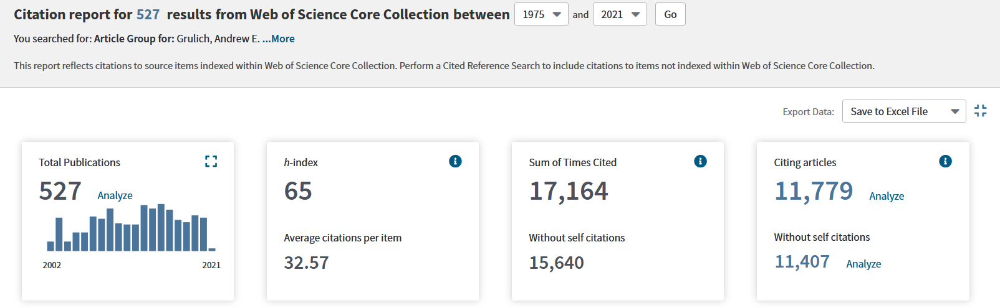 Citation report for 527 results from Web of Science Core Collection between 1975 and 2021 Go
You searched for: Article Group for: Grulich, Andrew E. ...More
This report reflects citations to source items indexed within Web of Science Core Collection. Perform a Cited Reference Search to include citations to items not indexed within Web of Science Core Collection.
Export Data: Save to Excel File
Total Publications
527 Analyze
2002 2021
h-index
65
Average citations per item
32.57
Sum of Times Cited
17,164
Without self citations
15,640
Citing articles
11,779 Analyze
Without self citations
11,407 Analyze